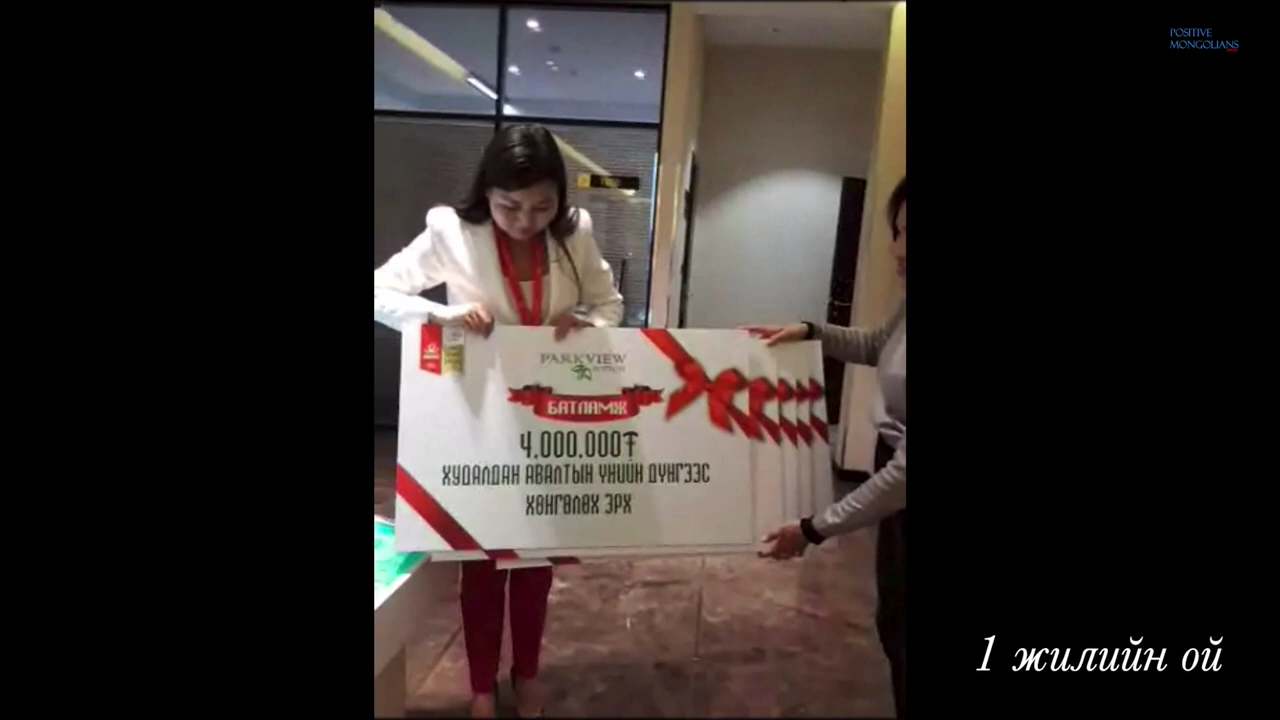 POSITIVE
MONGOLIANS
PARKVIEW
БАТЛАМЖ
4.000.000₮
ХУДАЛДАН АВАЛТЫН ҮНИЙН ДҮНГЭЭС
ХӨНГӨЛӨХ ЭРХ
1 жилийн ой